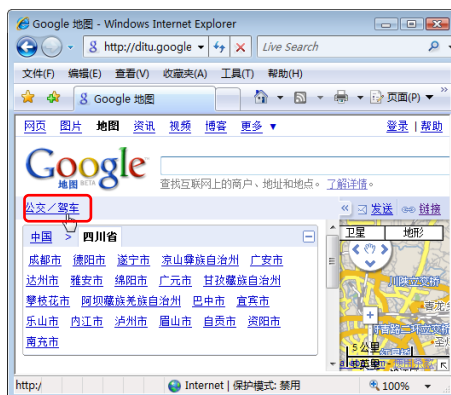 Google 地图 - Windows Internet Explorer
http://ditu.google
Live Search
文件(F) 编辑(E) 查看(V) 收藏夹(A) 工具(T) 帮助(H)
Google 地图
页面(P)
网页 图片 地图 资讯 视频 博客 更多 ▼
登录 | 帮助
Google
地图 BETA
查找互联网上的商户、地址和地点。 了解详情。
公交／驾车
« 发送 链接
中国 > 四川省
成都市 德阳市 遂宁市 凉山彝族自治州 广安市
达州市 雅安市 绵阳市 广元市 甘孜藏族自治州
攀枝花市 阿坝藏族羌族自治州 巴中市 宜宾市
乐山市 内江市 泸州市 眉山市 自贡市 资阳市
南充市
卫星 地形
川陕立交桥
5 公里
http:/
Internet | 保护模式: 禁用
100%